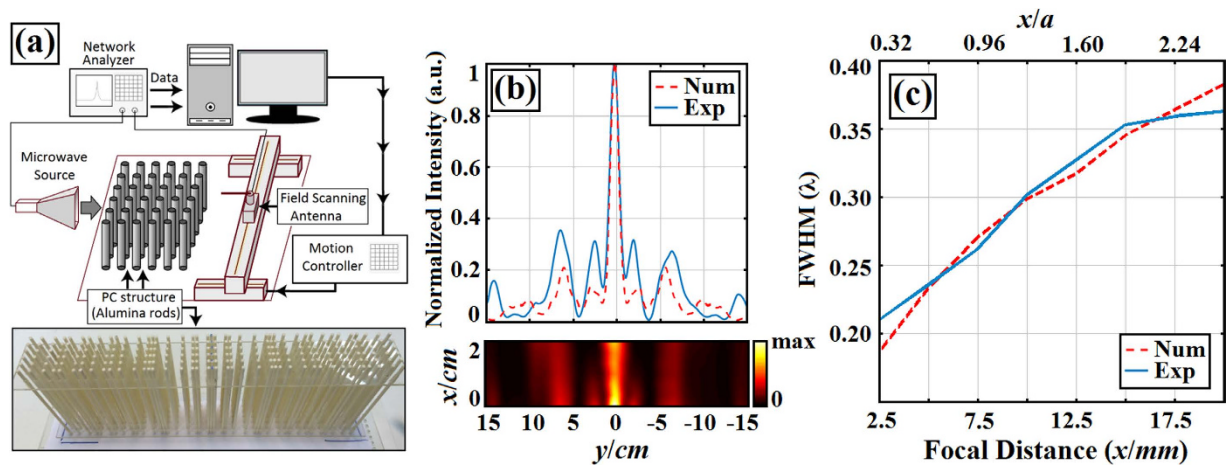 (a)
Network
Analyzer
Data
Microwave
Source
Field Scanning
Antenna
Motion
Controller
PC structure
(Alumina rods)
(b)
Num
Exp
Normalized Intensity (a.u.)
1
0.8
0.6
0.4
0.2
0
x/cm
2
0
max
0
15 10 5 0 -5 -10 -15
y/cm
(c)
x/a
0.32 0.96 1.60 2.24
FWHM (λ)
0.40
0.35
0.30
0.25
0.20
Num
Exp
2.5 7.5 12.5 17.5
Focal Distance (x/mm)